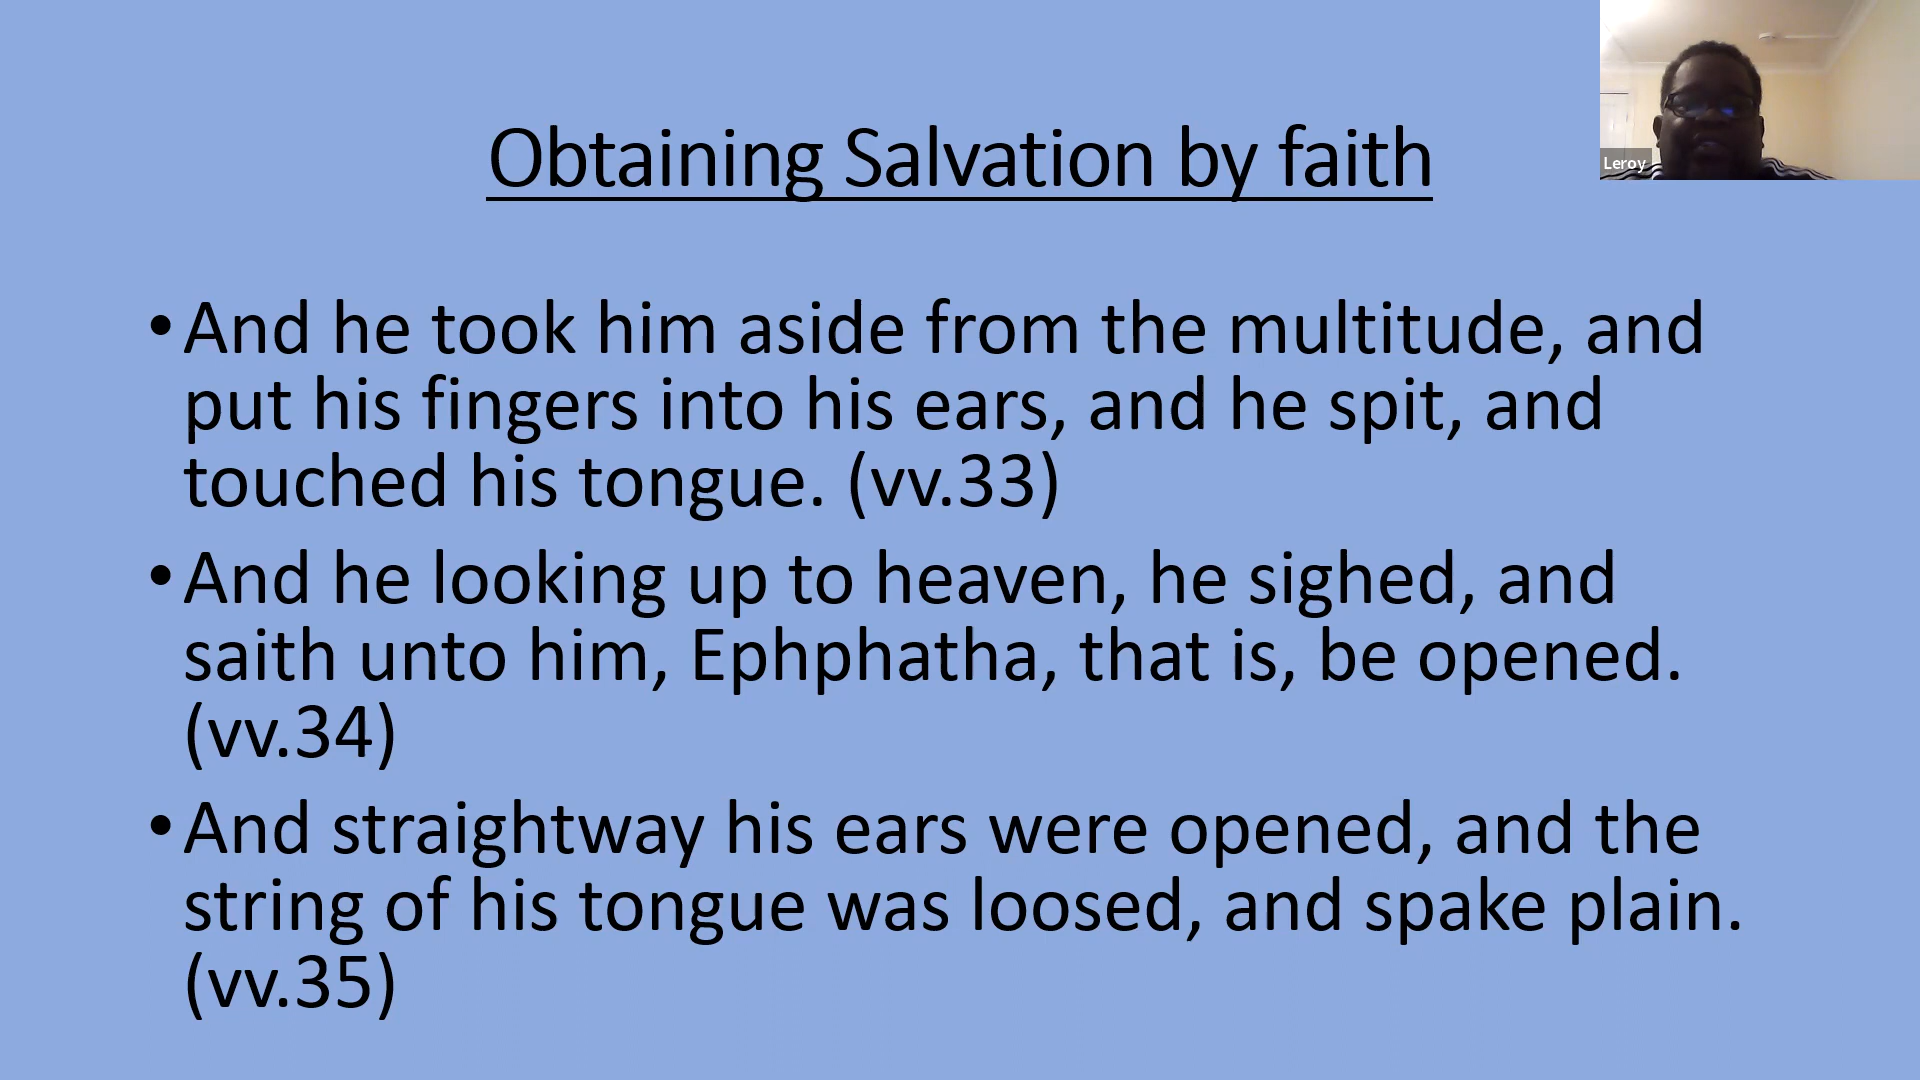 Obtaining Salvation by faith
Leroy
•And he took him aside from the multitude, and
put his fingers into his ears, and he spit, and
touched his tongue. (vv.33)
•And he looking up to heaven, he sighed, and
saith unto him, Ephphatha, that is, be opened.
(vv.34)
•And straightway his ears were opened, and the
string of his tongue was loosed, and spake plain.
(vv.35)